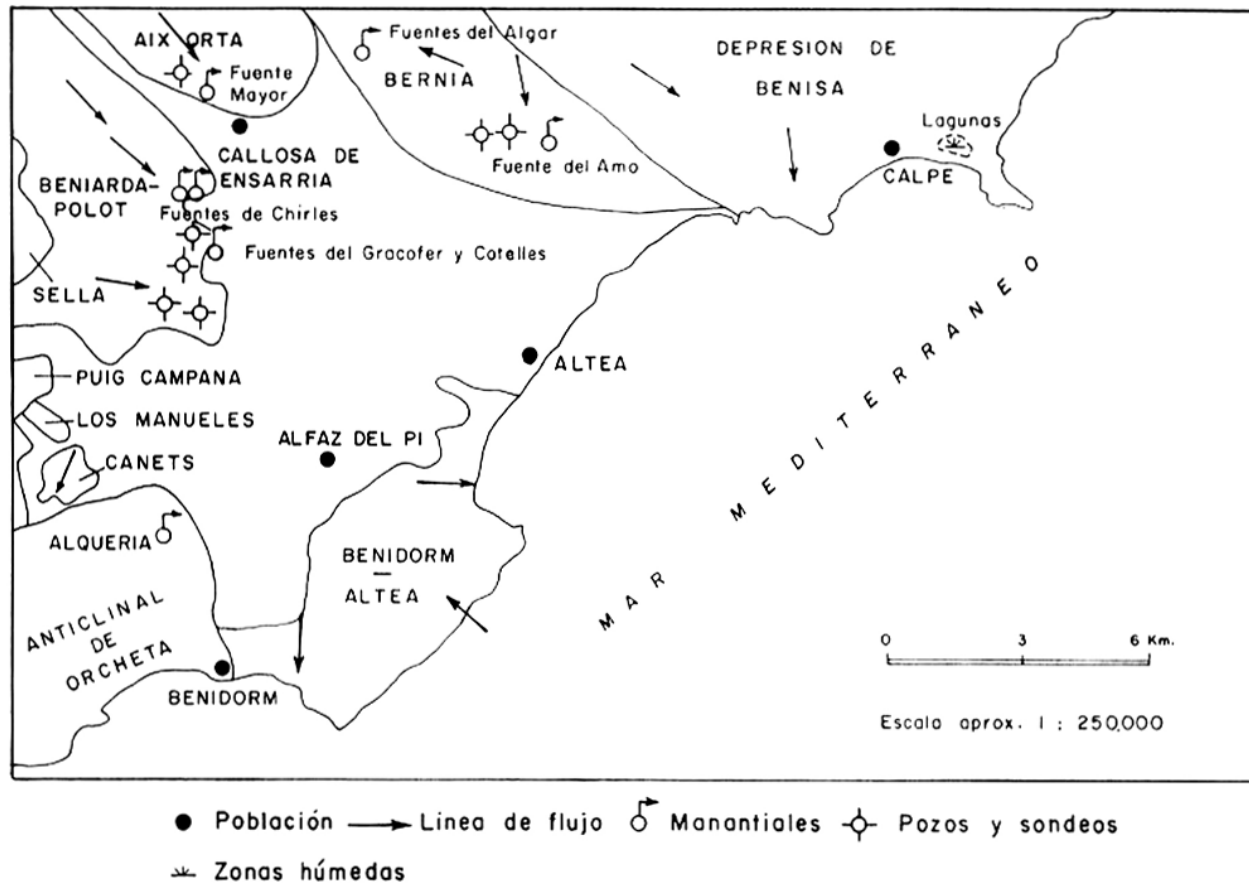 AIX ORTA
Fuente
Mayor
Fuentes del Algar
BERNIA
DEPRESION DE
BENISA
Lagunas
CALPE
Fuente del Amo
CALLOSA DE
ENSARRIA
BENIARDA-
POLOT
Fuentes de Chirles
Fuentes del Gracofer y Cotelles
SELLA
PUIG CAMPANA
LOS MANUELES
CANETS
ALTEA
ALFAZ DEL PI
ALQUERIA
BENIDORM
—
ALTEA
ANTICLINAL
DE
ORCHETA
BENIDORM
MAR MEDITERRANEO
0 3 6 Km.
Escala aprox. 1 : 250.000
Población Linea de flujo Manantiales Pozos y sondeos
Zonas húmedas